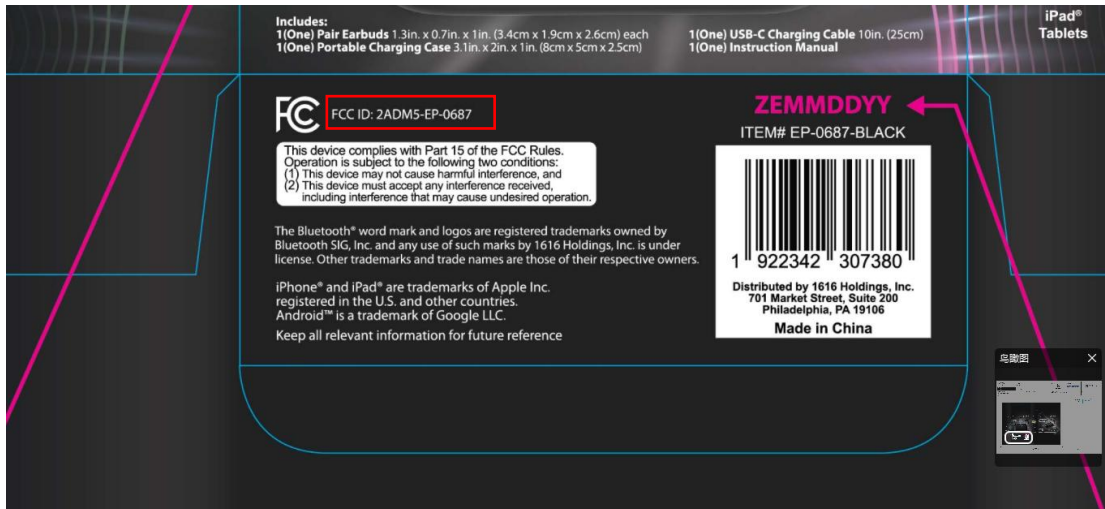 Includes:
1(One) Pair Earbuds 1.3in. x 0.7in. x 1in. (3.4cm x 1.9cm x 2.6cm) each
1(One) Portable Charging Case 3.1in. x 2in. x 1in. (8cm x 5cm x 2.5cm)
1(One) USB-C Charging Cable 10in. (25cm)
1(One) Instruction Manual
iPad®
Tablets
FC
FCC ID: 2ADM5-EP-0687
This device complies with Part 15 of the FCC Rules.
Operation is subject to the following two conditions:
(1) This device may not cause harmful interference, and
(2) This device must accept any interference received,
including interference that may cause undesired operation.
The Bluetooth® word mark and logos are registered trademarks owned by
Bluetooth SIG, Inc. and any use of such marks by 1616 Holdings, Inc. is under
license. Other trademarks and trade names are those of their respective owners.
iPhone® and iPad® are trademarks of Apple Inc.
registered in the U.S. and other countries.
Android™ is a trademark of Google LLC.
Keep all relevant information for future reference
ZEMMDDYY
ITEM# EP-0687-BLACK
1 922342 307380
Distributed by 1616 Holdings, Inc.
701 Market Street, Suite 200
Philadelphia, PA 19106
Made in China
鸟瞰图